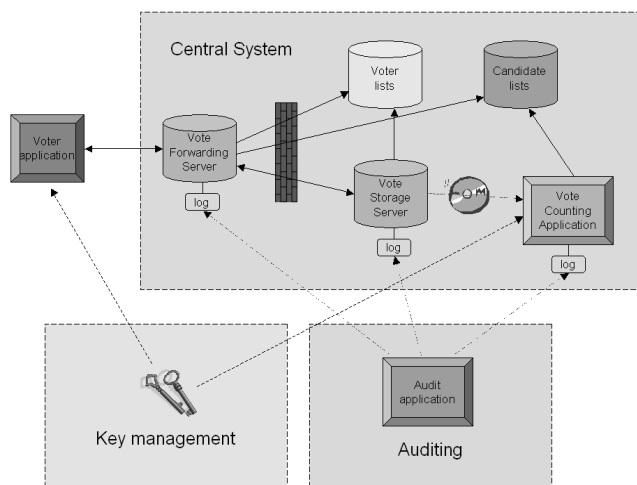 Central System
Voter
lists
Candidate
lists
Voter
application
Vote
Forwarding
Server
log
Vote
Storage
Server
log
Vote
Counting
Application
log
Key management
Audit
application
Auditing